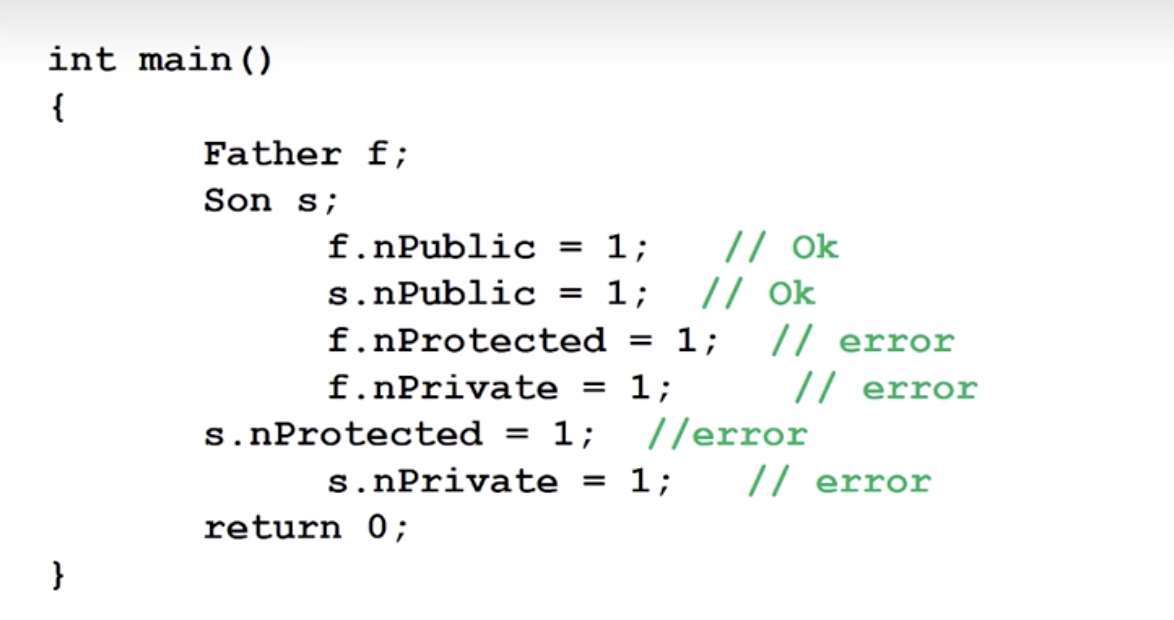 int main()
{
Father f;
Son s;
f.nPublic = 1; // Ok
s.nPublic = 1; // Ok
f.nProtected = 1; // error
f.nPrivate = 1; // error
s.nProtected = 1; //error
s.nPrivate = 1; // error
return 0;
}